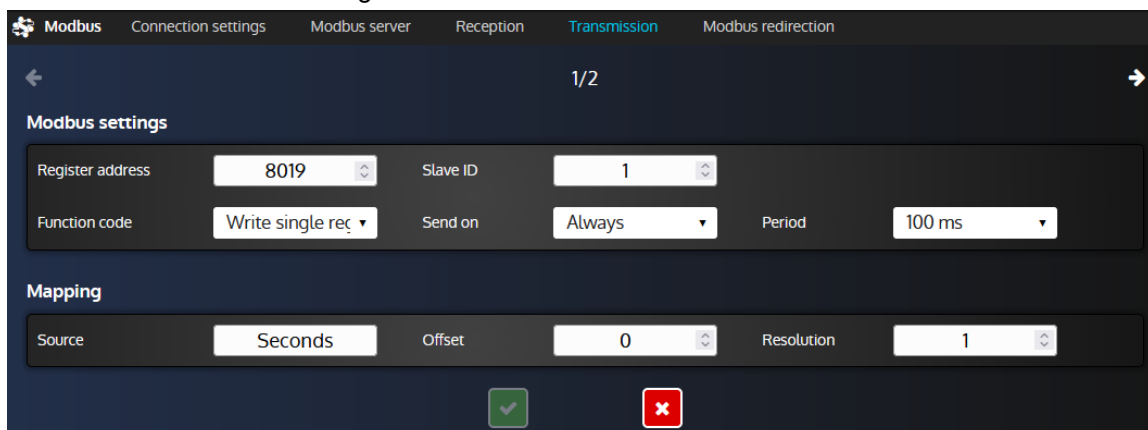 Modbus Connection settings Modbus server Reception Transmission Modbus redirection
1/2
Modbus settings
Register address 8019 Slave ID 1
Function code Write single reg Send on Always Period 100 ms
Mapping
Source Seconds Offset 0 Resolution 1